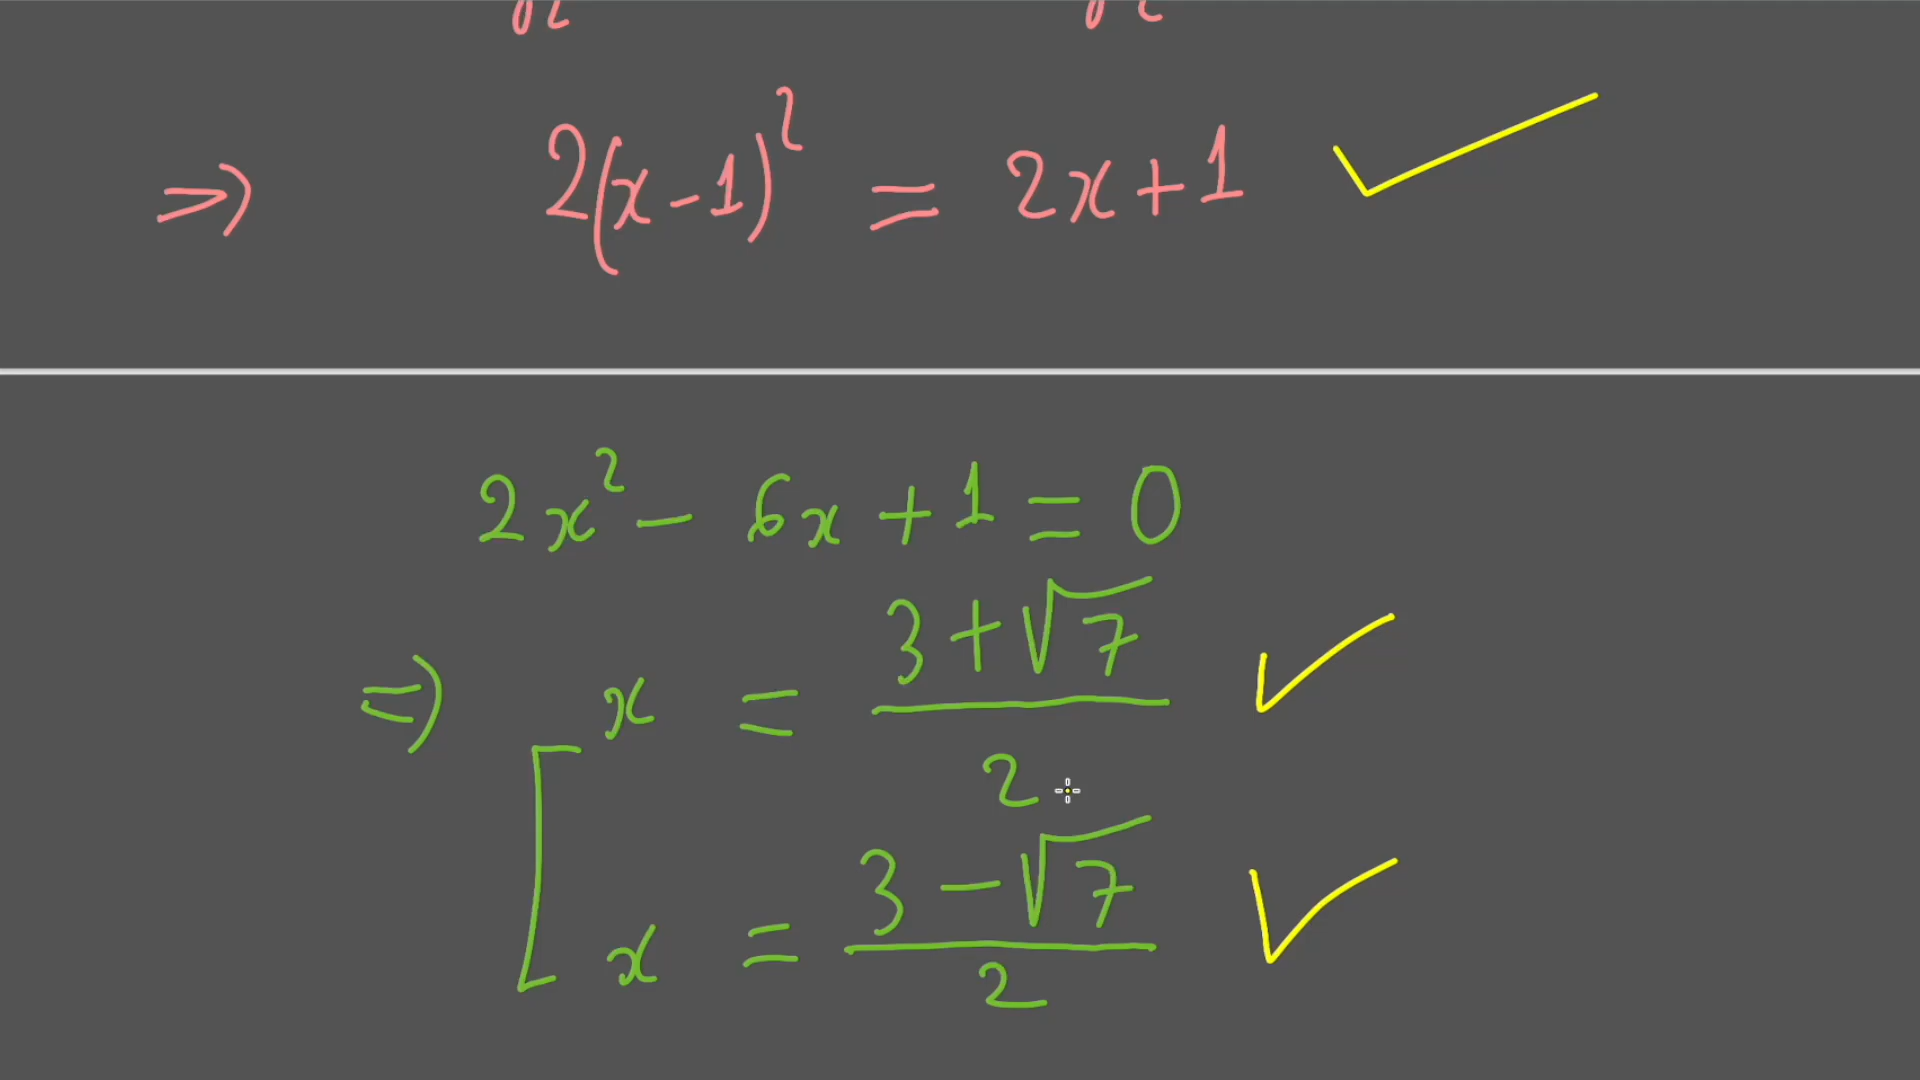 ⇒ 2(x-1)² = 2x+1
2x² - 6x + 1 = 0
⇒ x = (3+√7)/2
x = (3-√7)/2